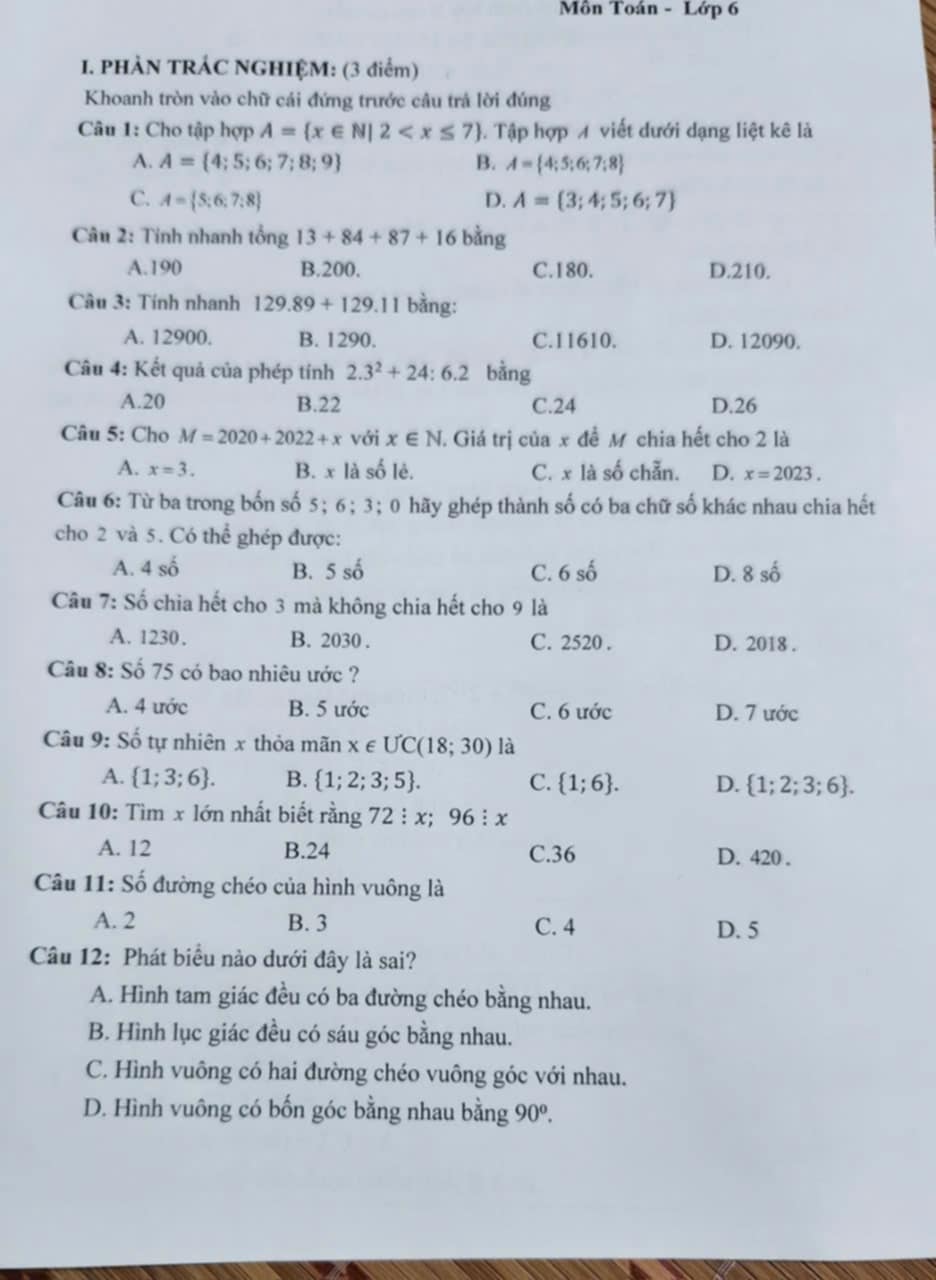 Môn Toán - Lớp 6
I. PHẦN TRẮC NGHIỆM: (3 điểm)
Khoanh tròn vào chữ cái đứng trước câu trả lời đúng
Câu 1: Cho tập hợp A = {x ∈ N| 2 < x ≤ 7}. Tập hợp A viết dưới dạng liệt kê là
A. A = {4; 5; 6; 7; 8; 9} B. A = {4;5;6;7;8}
C. A = {5;6;7;8} D. A = {3; 4; 5; 6; 7}
Câu 2: Tính nhanh tổng 13 + 84 + 87 + 16 bằng
A.190 B.200. C.180. D.210.
Câu 3: Tính nhanh 129.89 + 129.11 bằng:
A. 12900. B. 1290. C.11610. D. 12090.
Câu 4: Kết quả của phép tính 2.3² + 24: 6.2 bằng
A.20 B.22 C.24 D.26
Câu 5: Cho M = 2020 + 2022 + x với x ∈ N. Giá trị của x để M chia hết cho 2 là
A. x = 3. B. x là số lẻ. C. x là số chẵn. D. x = 2023.
Câu 6: Từ ba trong bốn số 5; 6; 3; 0 hãy ghép thành số có ba chữ số khác nhau chia hết
cho 2 và 5. Có thể ghép được:
A. 4 số B. 5 số C. 6 số D. 8 số
Câu 7: Số chia hết cho 3 mà không chia hết cho 9 là
A. 1230. B. 2030. C. 2520. D. 2018.
Câu 8: Số 75 có bao nhiêu ước ?
A. 4 ước B. 5 ước C. 6 ước D. 7 ước
Câu 9: Số tự nhiên x thỏa mãn x ϵ ƯC(18; 30) là
A. {1; 3; 6}. B. {1; 2; 3; 5}. C. {1; 6}. D. {1; 2; 3; 6}.
Câu 10: Tìm x lớn nhất biết rằng 72 ⋮ x; 96 ⋮ x
A. 12 B.24 C.36 D. 420.
Câu 11: Số đường chéo của hình vuông là
A. 2 B. 3 C. 4 D. 5
Câu 12: Phát biểu nào dưới đây là sai?
A. Hình tam giác đều có ba đường chéo bằng nhau.
B. Hình lục giác đều có sáu góc bằng nhau.
C. Hình vuông có hai đường chéo vuông góc với nhau.
D. Hình vuông có bốn góc bằng nhau bằng 90º.